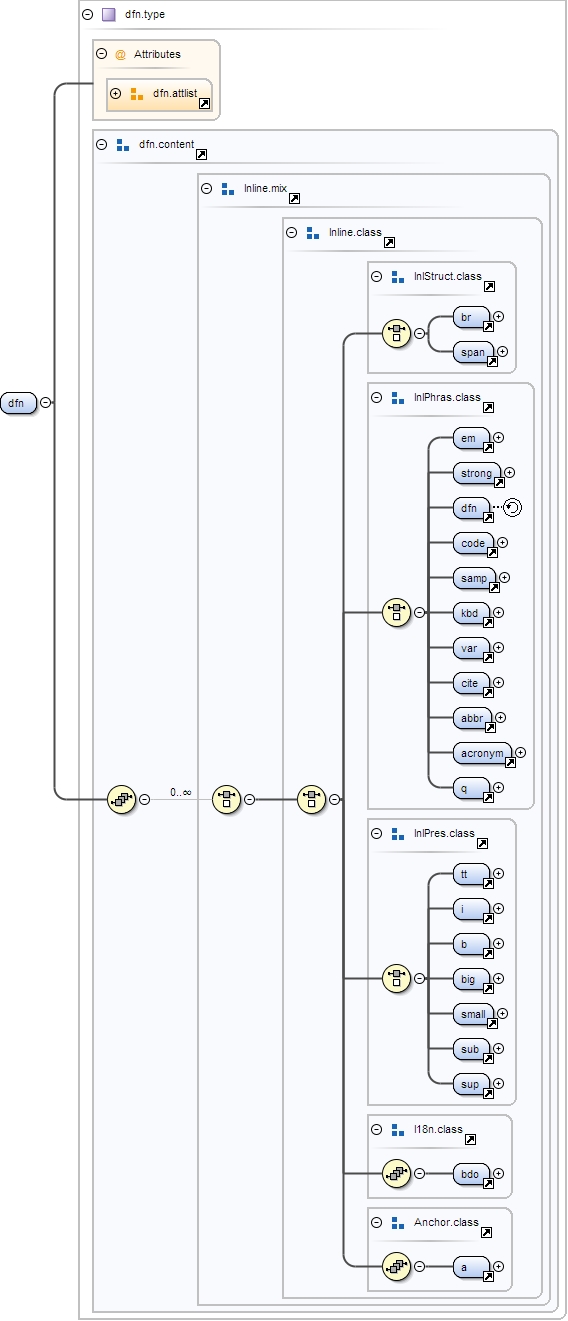 dfn.type
@ Attributes
dfn.attlist
dfn.content
Inline.mix
Inline.class
InlStruct.class
br
span
dfn
InlPhras.class
em
strong
dfn
code
samp
kbd
var
cite
abbr
acronym
q
0..∞
InlPres.class
tt
i
b
big
small
sub
sup
I18n.class
bdo
Anchor.class
a